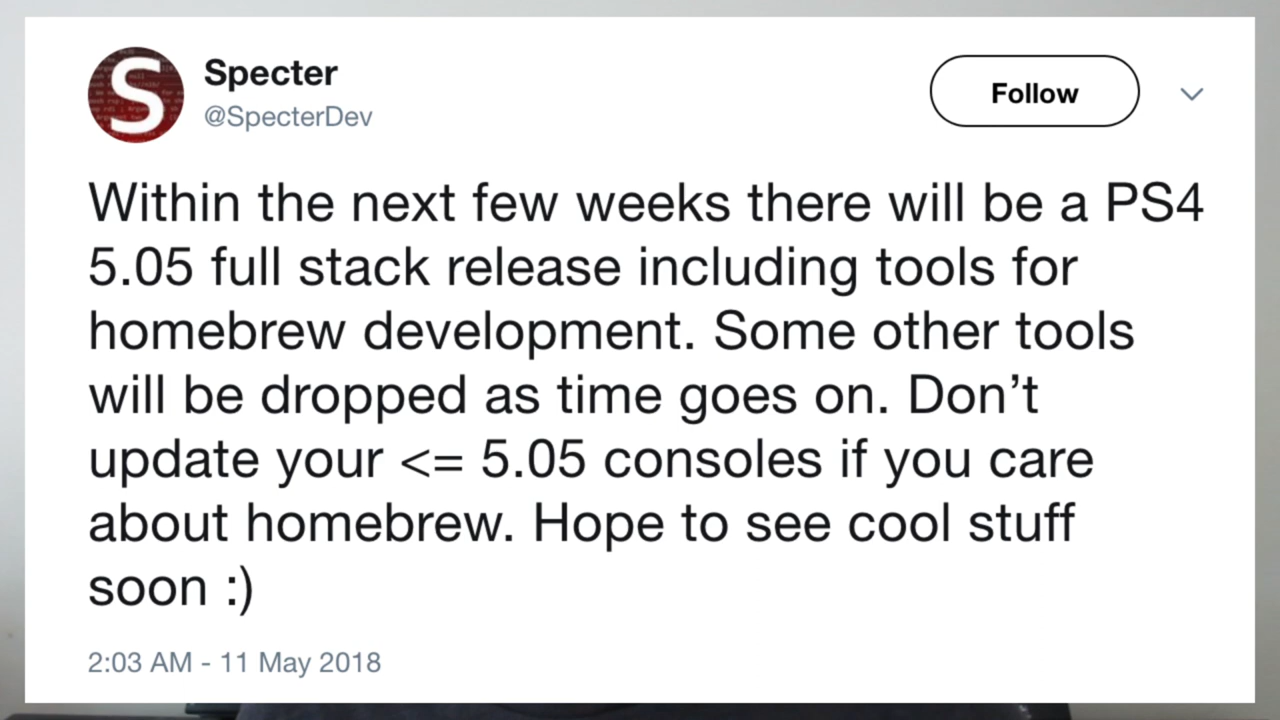 Specter
@SpecterDev
Follow
Within the next few weeks there will be a PS4
5.05 full stack release including tools for
homebrew development. Some other tools
will be dropped as time goes on. Don’t
update your <= 5.05 consoles if you care
about homebrew. Hope to see cool stuff
soon :)
2:03 AM - 11 May 2018